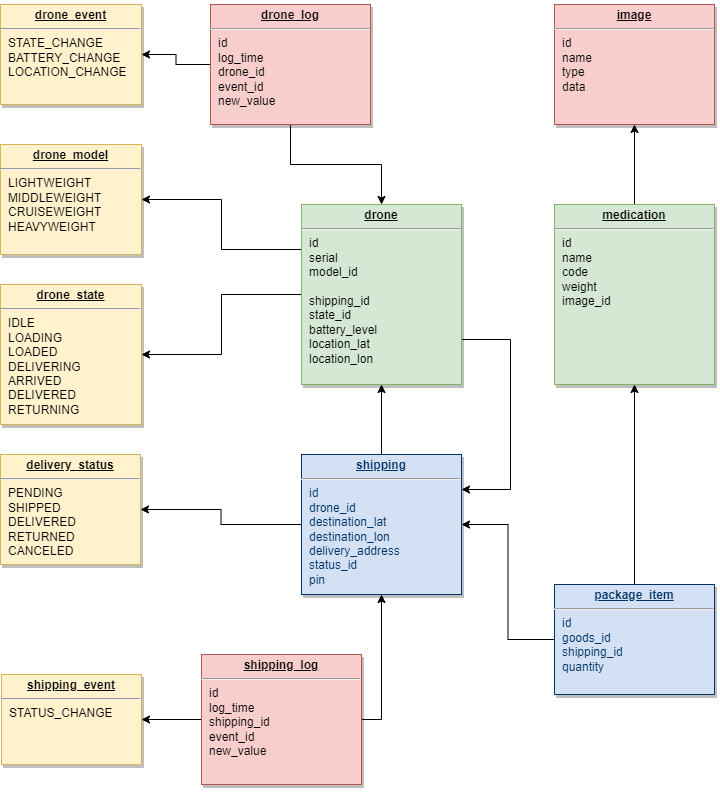 drone_event
STATE_CHANGE
BATTERY_CHANGE
LOCATION_CHANGE
drone_log
id
log_time
drone_id
event_id
new_value
image
id
name
type
data
drone_model
LIGHTWEIGHT
MIDDLEWEIGHT
CRUISEWEIGHT
HEAVYWEIGHT
drone
id
serial
model_id
shipping_id
state_id
battery_level
location_lat
location_lon
medication
id
name
code
weight
image_id
drone_state
IDLE
LOADING
LOADED
DELIVERING
ARRIVED
DELIVERED
RETURNING
delivery_status
PENDING
SHIPPED
DELIVERED
RETURNED
CANCELED
shipping
id
drone_id
destination_lat
destination_lon
delivery_address
status_id
pin
package_item
id
goods_id
shipping_id
quantity
shipping_event
STATUS_CHANGE
shipping_log
id
log_time
shipping_id
event_id
new_value